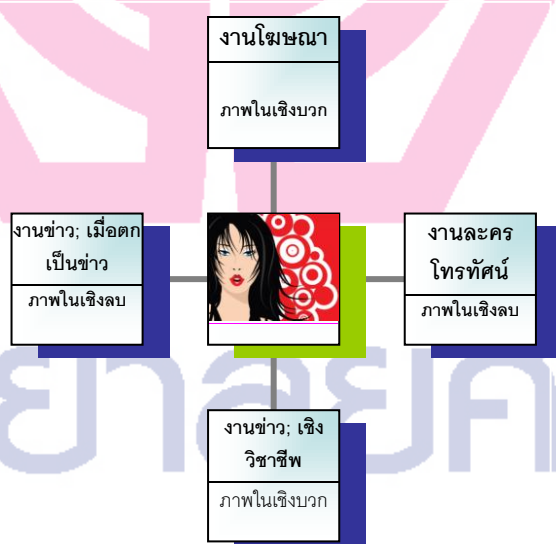 งานโฆษณา
ภาพในเชิงบวก
งานข่าว; เมื่อตก
เป็นข่าว
ภาพในเชิงลบ
งานละคร
โทรทัศน์
ภาพในเชิงลบ
งานข่าว; เชิง
วิชาชีพ
ภาพในเชิงบวก